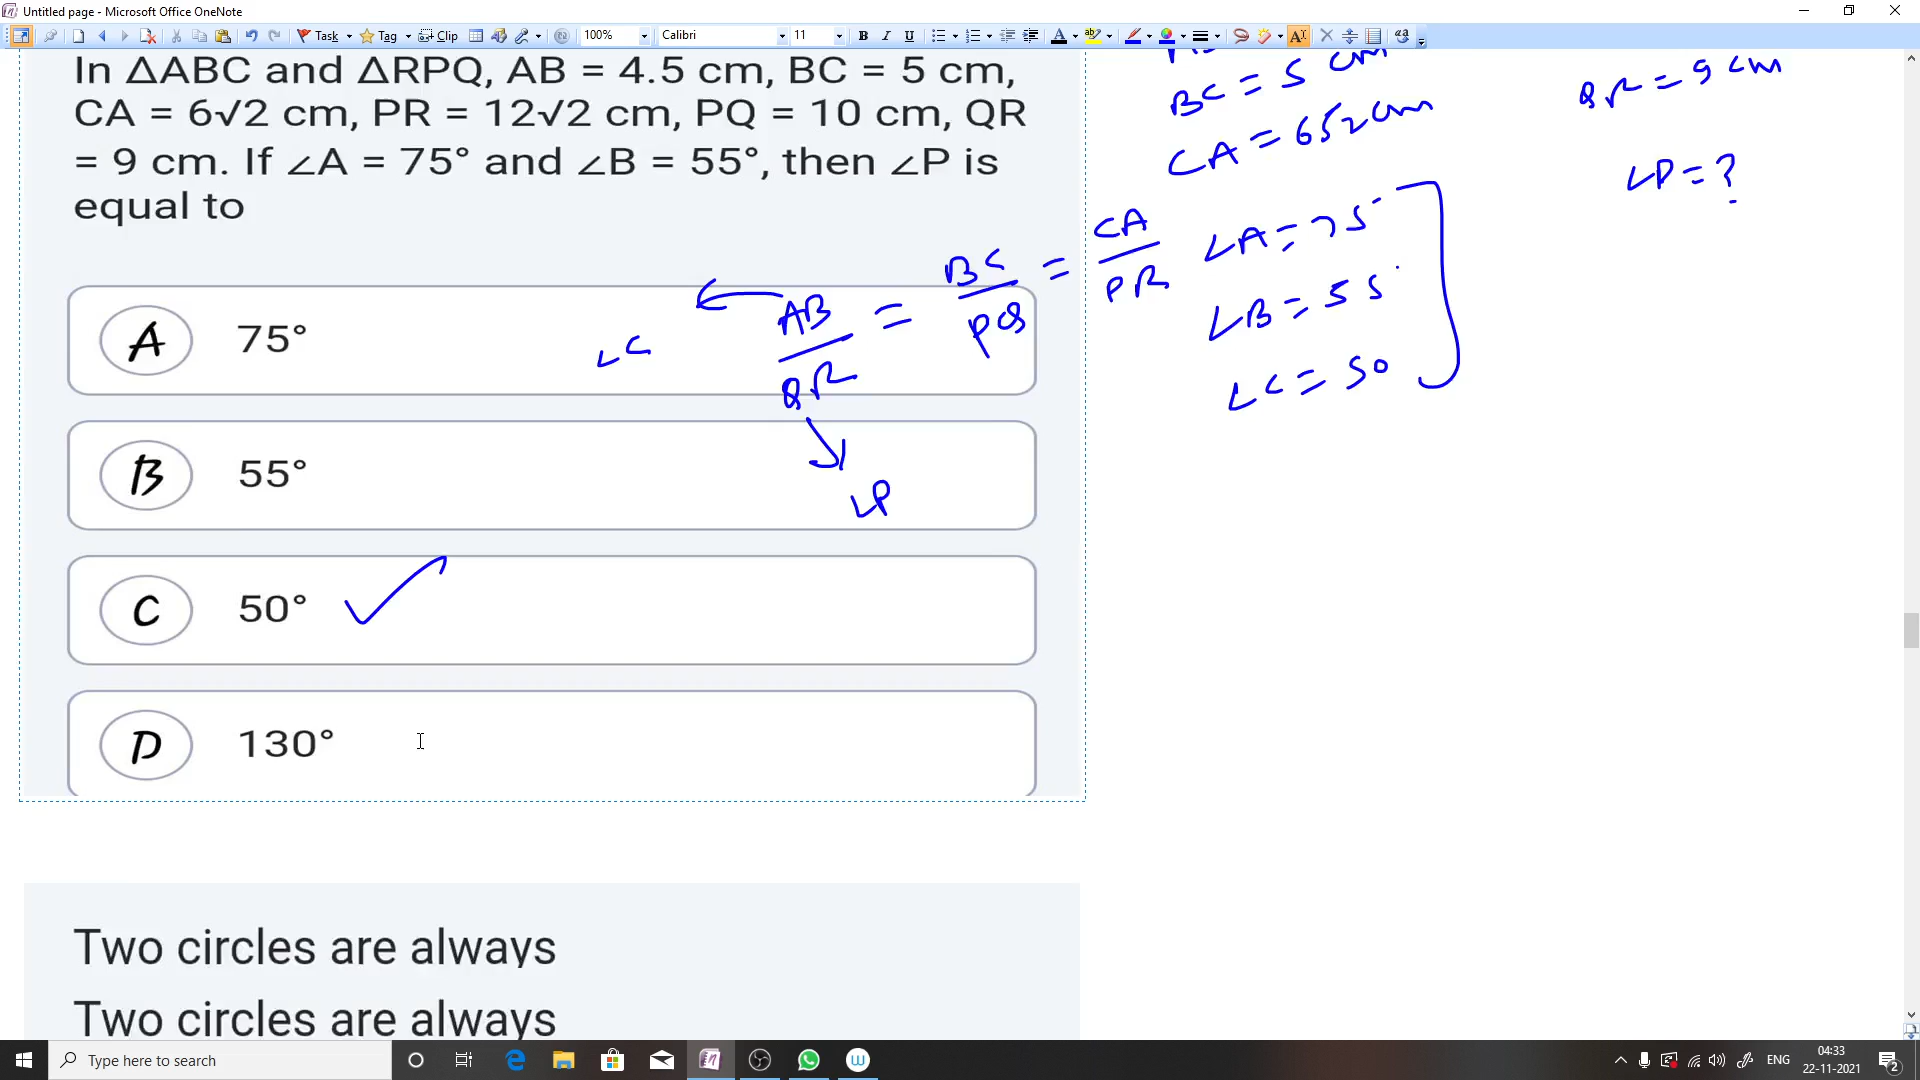 Untitled page - Microsoft Office OneNote
Task
Tag
Clip
100%
Calibri
11
B I U
In ΔABC and ΔRPQ, AB = 4.5 cm, BC = 5 cm,
CA = 6√2 cm, PR = 12√2 cm, PQ = 10 cm, QR
= 9 cm. If ∠A = 75° and ∠B = 55°, then ∠P is
equal to
BC = 5 cm
CA = 6√2 cm
QR = 9 cm
∠P = ?
∠A = 75
∠B = 55
∠C = 50
AB/QR = BC/PQ = CA/PR
∠C
∠P
A 75°
B 55°
C 50°
D 130°
Two circles are always
Two circles are always
Type here to search
ENG
04:33
22-11-2021
2